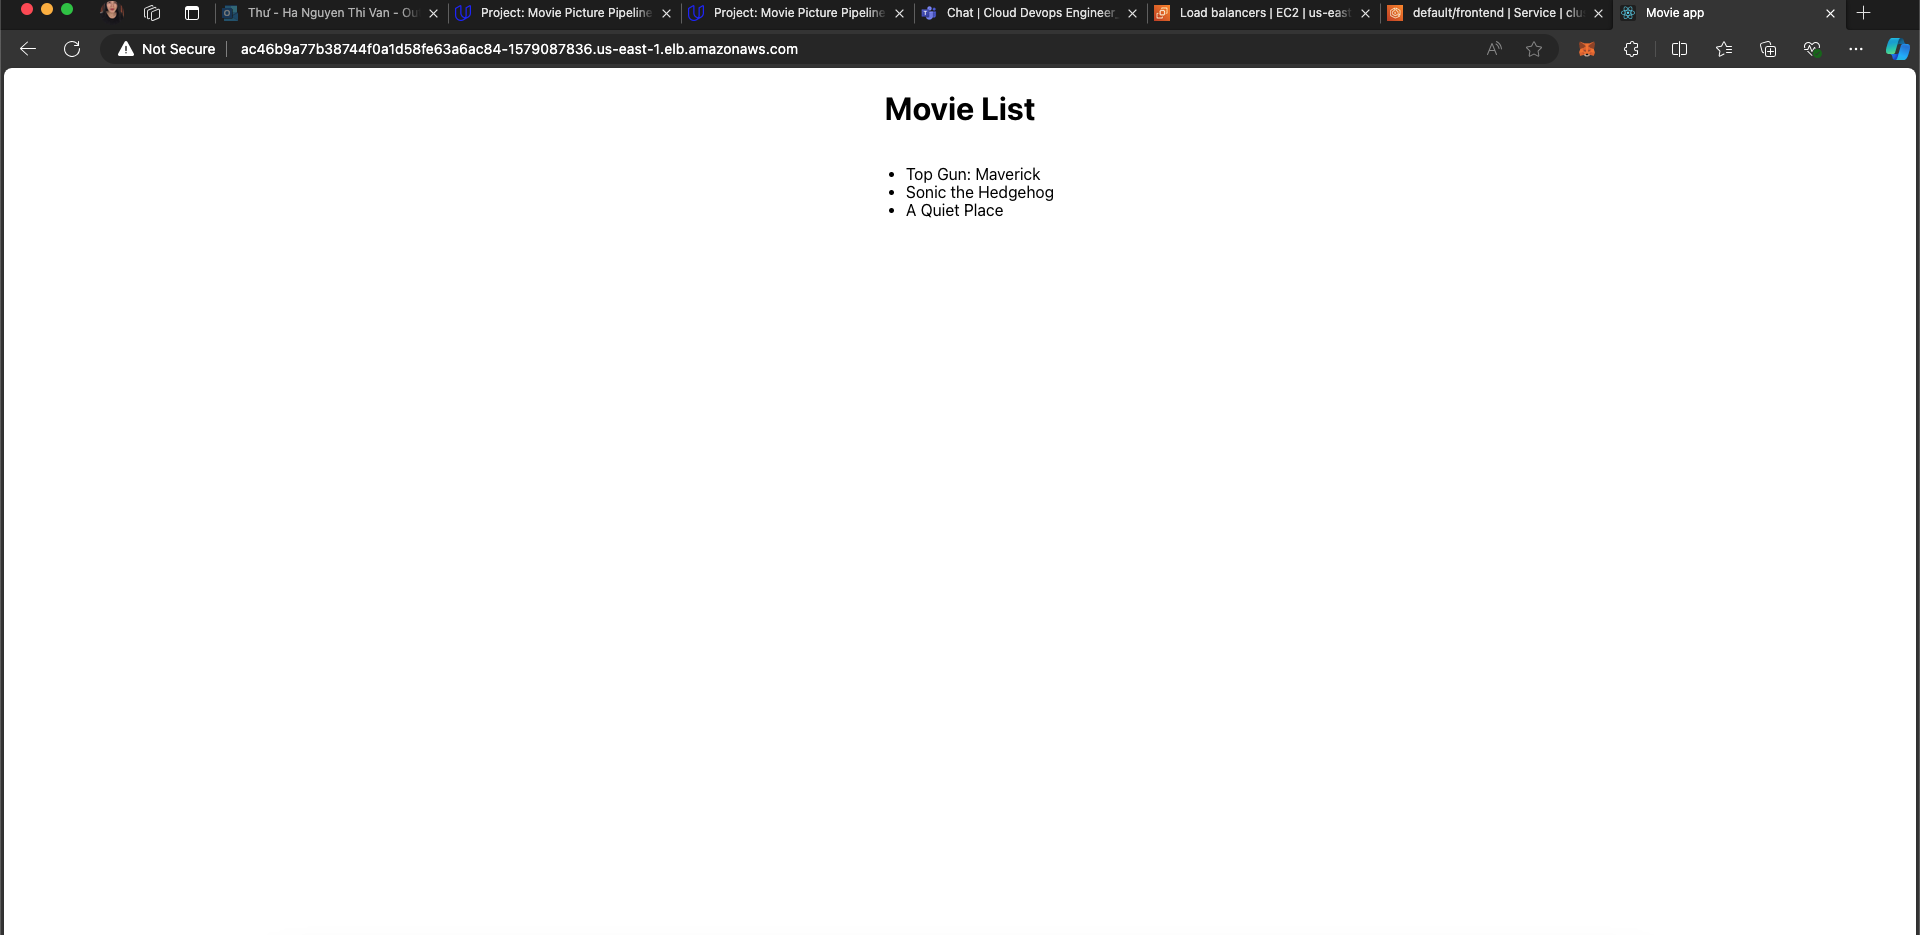 Thư - Ha Nguyen Thi Van - Ou
Project: Movie Picture Pipeline
Project: Movie Picture Pipeline
Chat | Cloud Devops Engineer
Load balancers | EC2 | us-east
default/frontend | Service | clu
Movie app
Not Secure
ac46b9a77b38744f0a1d58fe63a6ac84-1579087836.us-east-1.elb.amazonaws.com
Movie List
• Top Gun: Maverick
• Sonic the Hedgehog
• A Quiet Place